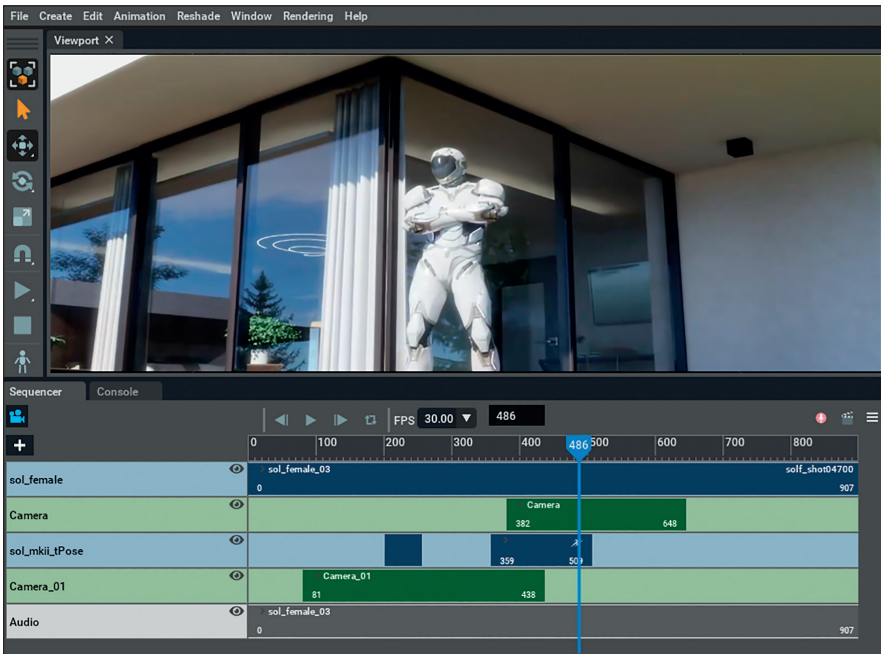 File Create Edit Animation Reshade Window Rendering Help
Viewport
Sequencer Console
FPS 30.00 486
0 100 200 300 400 486 500 600 700 800
sol_female sol_female_03 solf_shot04700
0 907
Camera Camera
382 648
sol_mkii_tPose
359 509
Camera_01 Camera_01
81 438
Audio sol_female_03
0 907